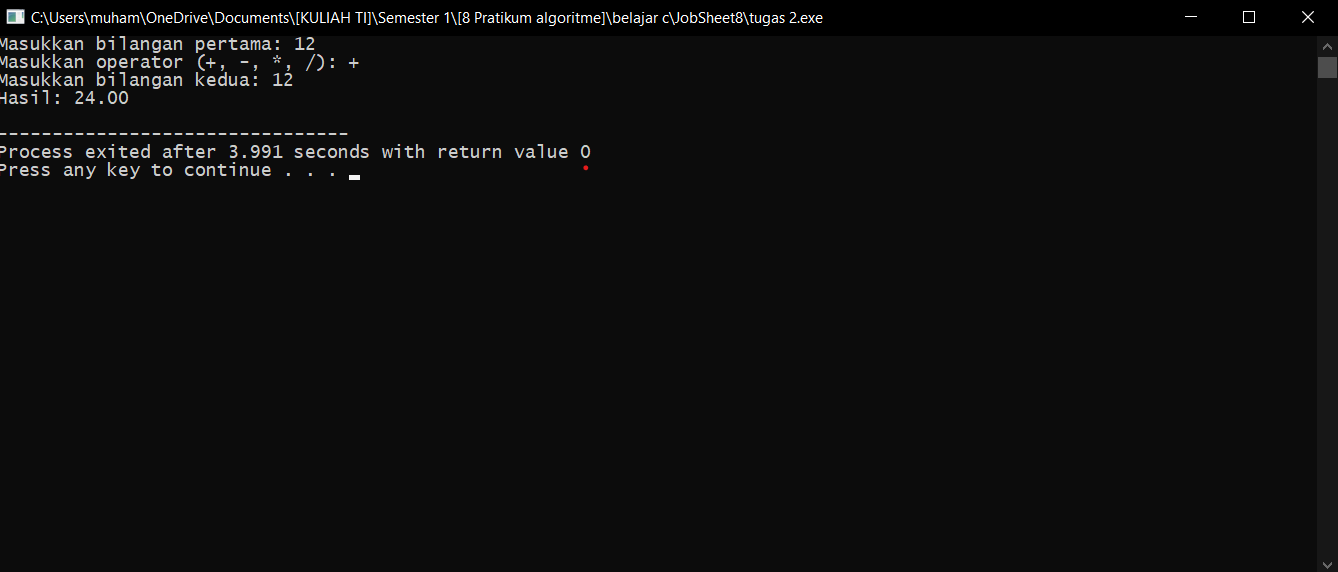 C:\Users\muham\OneDrive\Documents\[KULIAH TI]\Semester 1\[8 Pratikum algoritme]\belajar c\JobSheet8\tugas 2.exe
Masukkan bilangan pertama: 12
Masukkan operator (+, -, *, /): +
Masukkan bilangan kedua: 12
Hasil: 24.00
--------------------------------
Process exited after 3.991 seconds with return value 0
Press any key to continue . . .